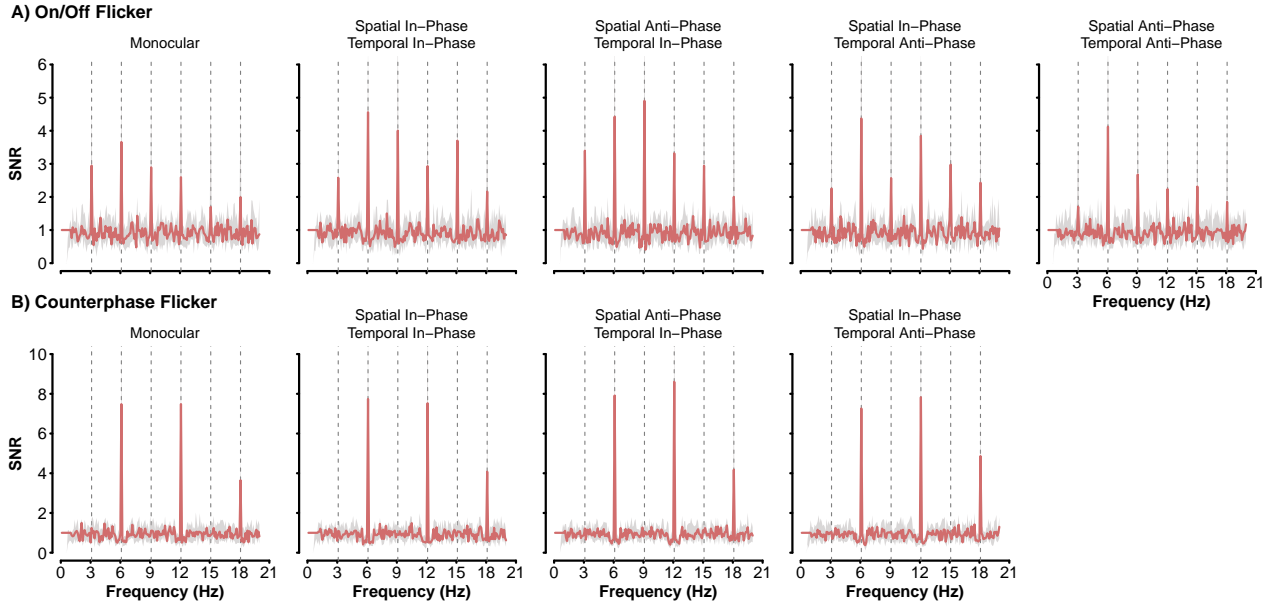 A) On/Off Flicker
Monocular
Spatial In−Phase
Temporal In−Phase
Spatial Anti−Phase
Temporal In−Phase
Spatial In−Phase
Temporal Anti−Phase
Spatial Anti−Phase
Temporal Anti−Phase
SNR
6
5
4
3
2
1
0
0 3 6 9 12 15 18 21
Frequency (Hz)
B) Counterphase Flicker
Monocular
Spatial In−Phase
Temporal In−Phase
Spatial Anti−Phase
Temporal In−Phase
Spatial In−Phase
Temporal Anti−Phase
SNR
10
8
6
4
2
0
0 3 6 9 12 15 18 21
0 3 6 9 12 15 18 21
0 3 6 9 12 15 18 21
0 3 6 9 12 15 18 21
Frequency (Hz)
Frequency (Hz)
Frequency (Hz)
Frequency (Hz)